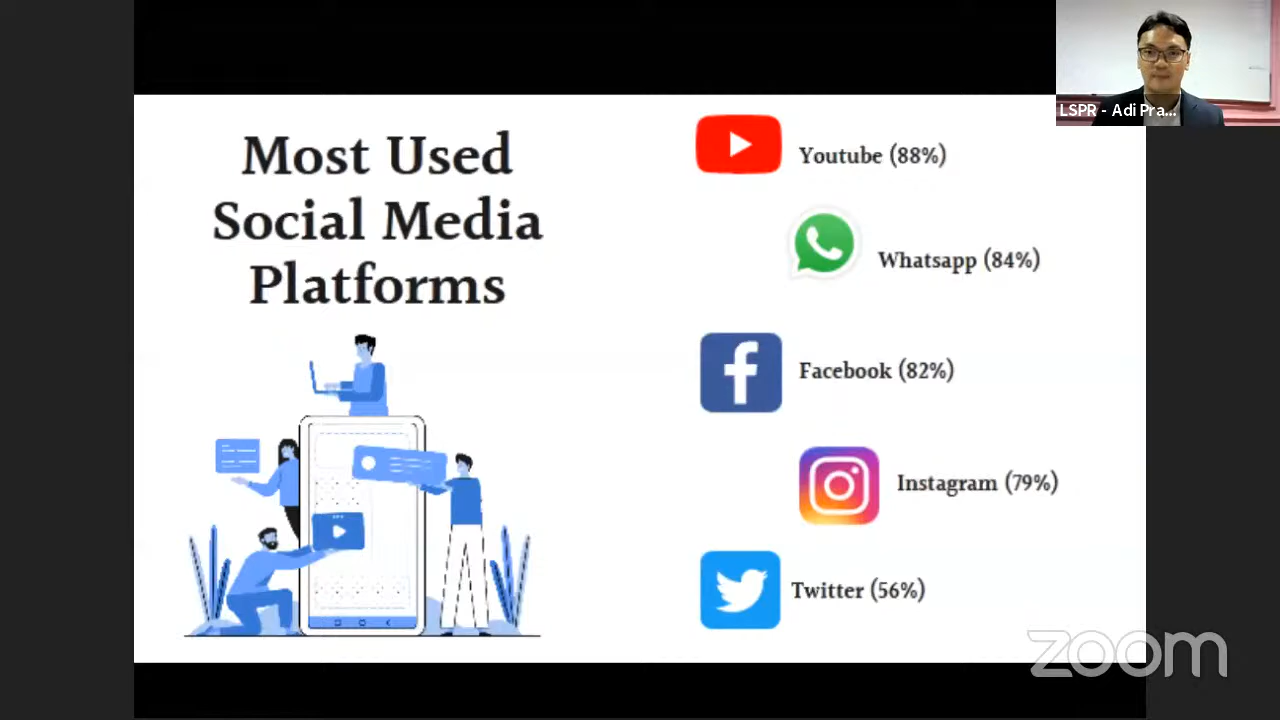 LSPR - Adi Pra...
Most Used
Social Media
Platforms
Youtube (88%)
Whatsapp (84%)
Facebook (82%)
Instagram (79%)
Twitter (56%)
zoom